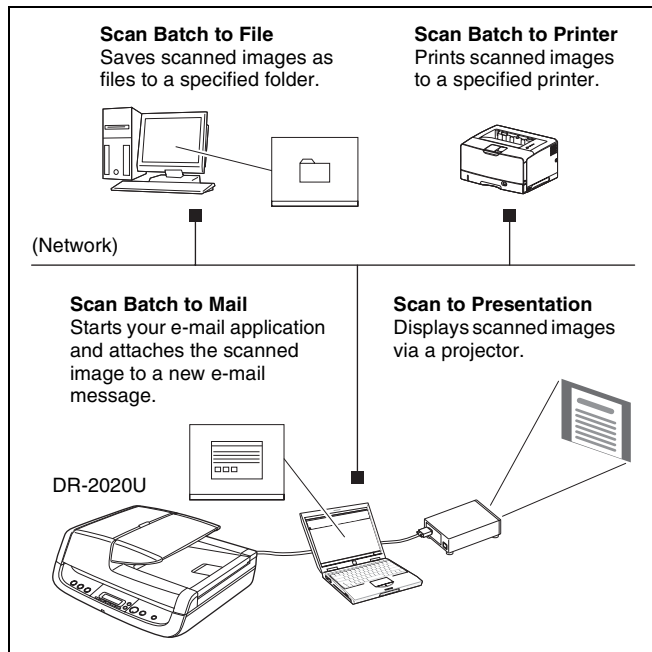 Scan Batch to File
Saves scanned images as
files to a specified folder.
Scan Batch to Printer
Prints scanned images
to a specified printer.
(Network)
Scan Batch to Mail
Starts your e-mail application
and attaches the scanned
image to a new e-mail
message.
Scan to Presentation
Displays scanned images
via a projector.
DR-2020U